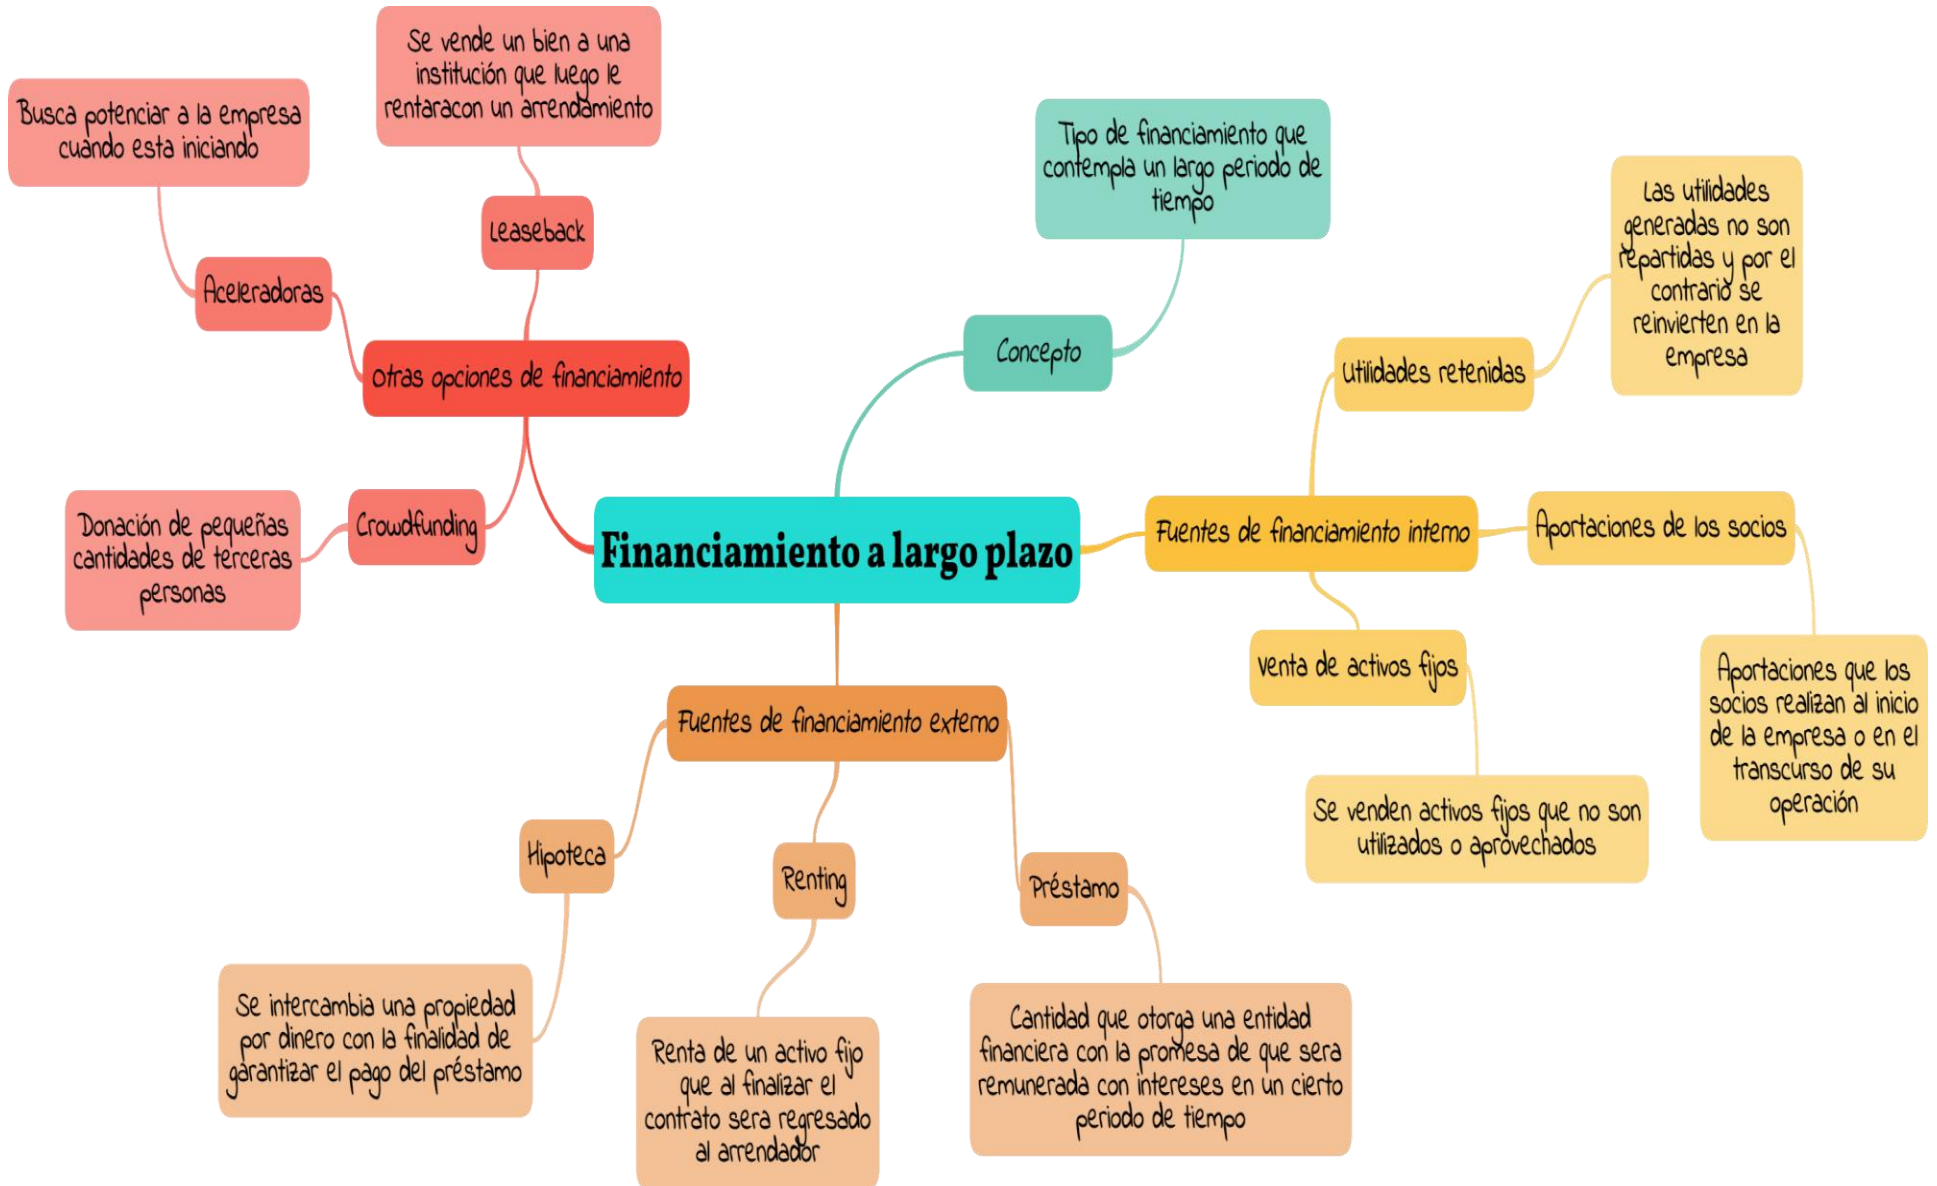 Financiamiento a largo plazo
Concepto
Tipo de financiamiento que
contempla un largo periodo de
tiempo
Fuentes de financiamiento interno
Utilidades retenidas
Las utilidades
generadas no son
repartidas y por el
contrario se
reinvierten en la
empresa
Aportaciones de los socios
Aportaciones que los
socios realizan al inicio
de la empresa o en el
transcurso de su
operación
Venta de activos fijos
Se venden activos fijos que no son
utilizados o aprovechados
Fuentes de financiamiento externo
Préstamo
Cantidad que otorga una entidad
financiera con la promesa de que sera
remunerada con intereses en un cierto
periodo de tiempo
Renting
Renta de un activo fijo
que al finalizar el
contrato sera regresado
al arrendador
Hipoteca
Se intercambia una propiedad
por dinero con la finalidad de
garantizar el pago del préstamo
Otras opciones de financiamiento
Crowdfunding
Donación de pequeñas
cantidades de terceras
personas
Aceleradoras
Busca potenciar a la empresa
cuando esta iniciando
Leaseback
Se vende un bien a una
institución que luego le
rentaracon un arrendamiento